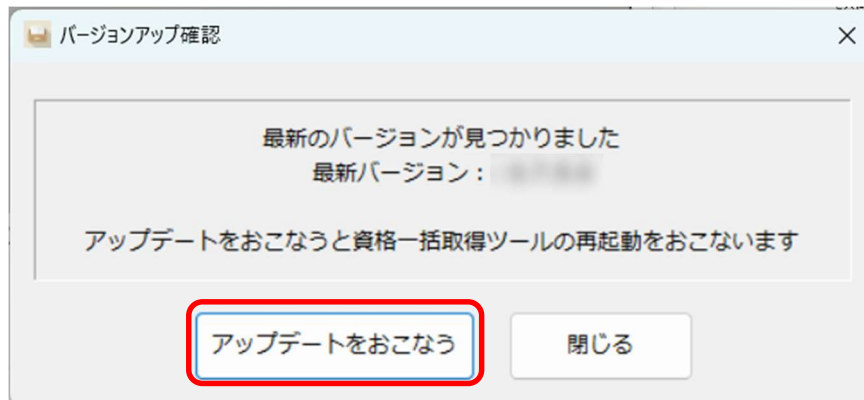 バージョンアップ確認
最新のバージョンが見つかりました
最新バージョン：
アップデートをおこなうと資格一括取得ツールの再起動をおこないます
アップデートをおこなう
閉じる